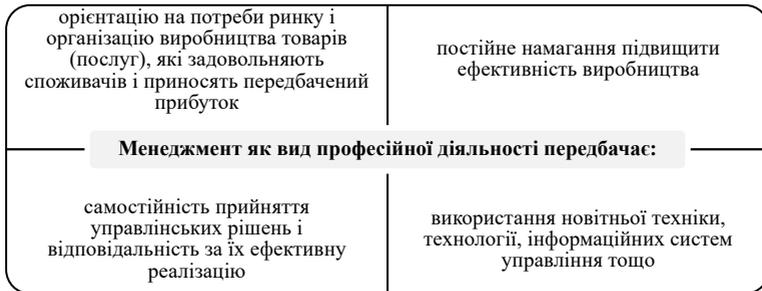 орієнтацію на потреби ринку і
організацію виробництва товарів
(послуг), які задовольняють
споживачів і приносять передбачений
прибуток
постійне намагання підвищити
ефективність виробництва
Менеджмент як вид професійної діяльності передбачає:
самостійність прийняття
управлінських рішень і
відповідальність за їх ефективну
реалізацію
використання новітньої техніки,
технології, інформаційних систем
управління тощо